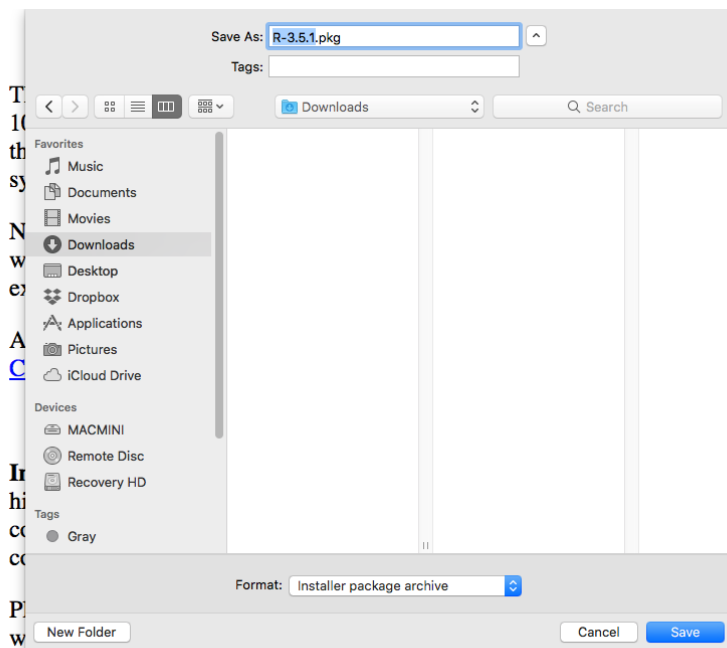 Save As: R-3.5.1.pkg
Tags:
Downloads
Search
Favorites
Music
Documents
Movies
Downloads
Desktop
Dropbox
Applications
Pictures
iCloud Drive
Devices
MACMINI
Remote Disc
Recovery HD
Tags
Gray
Format: Installer package archive
New Folder
Cancel
Save